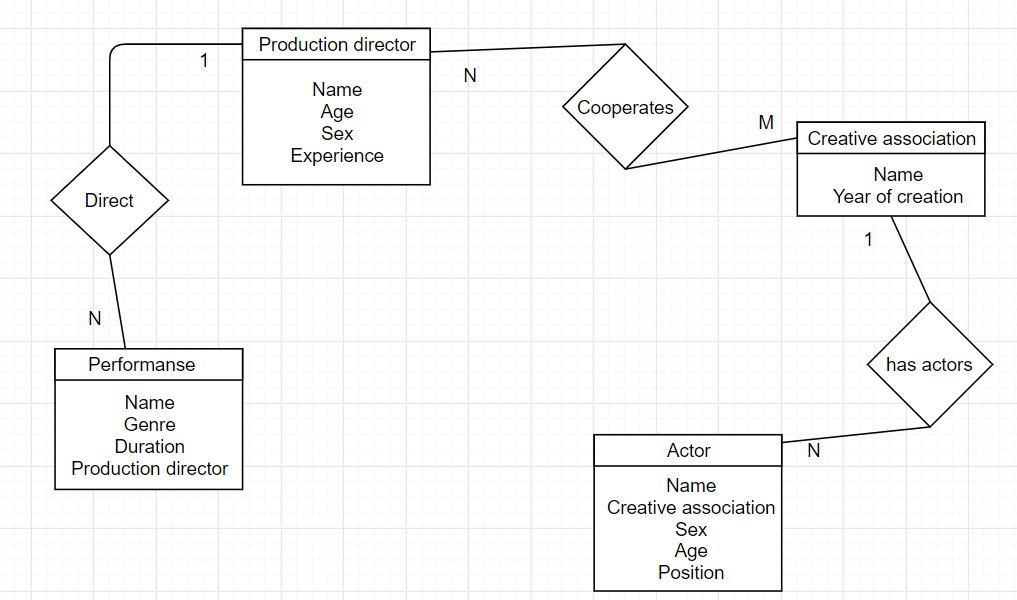 Production director
Name
Age
Sex
Experience
1
N
Cooperates
M
Creative association
Name
Year of creation
1
Direct
N
has actors
Performanse
Name
Genre
Duration
Production director
Actor
Name
Creative association
Sex
Age
Position
N